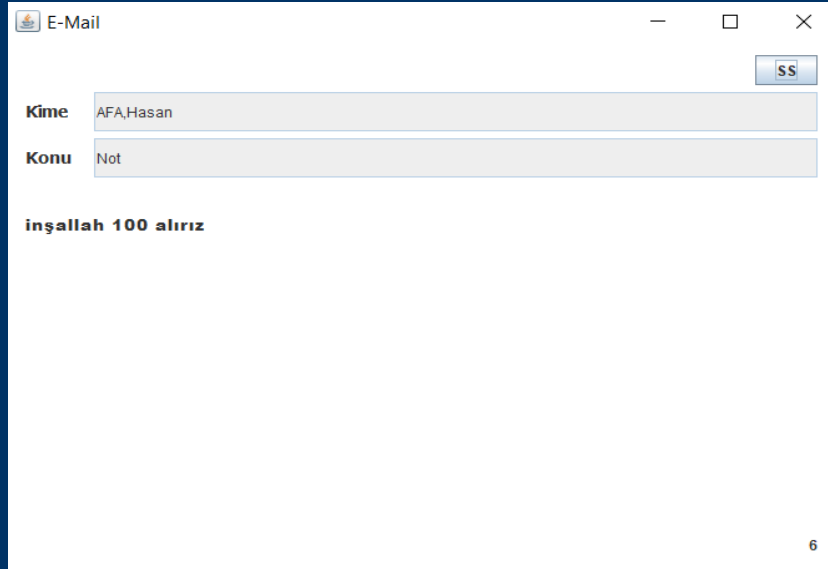 E-Mail
SS
Kime AFA,Hasan
Konu Not
inşallah 100 alırız
6